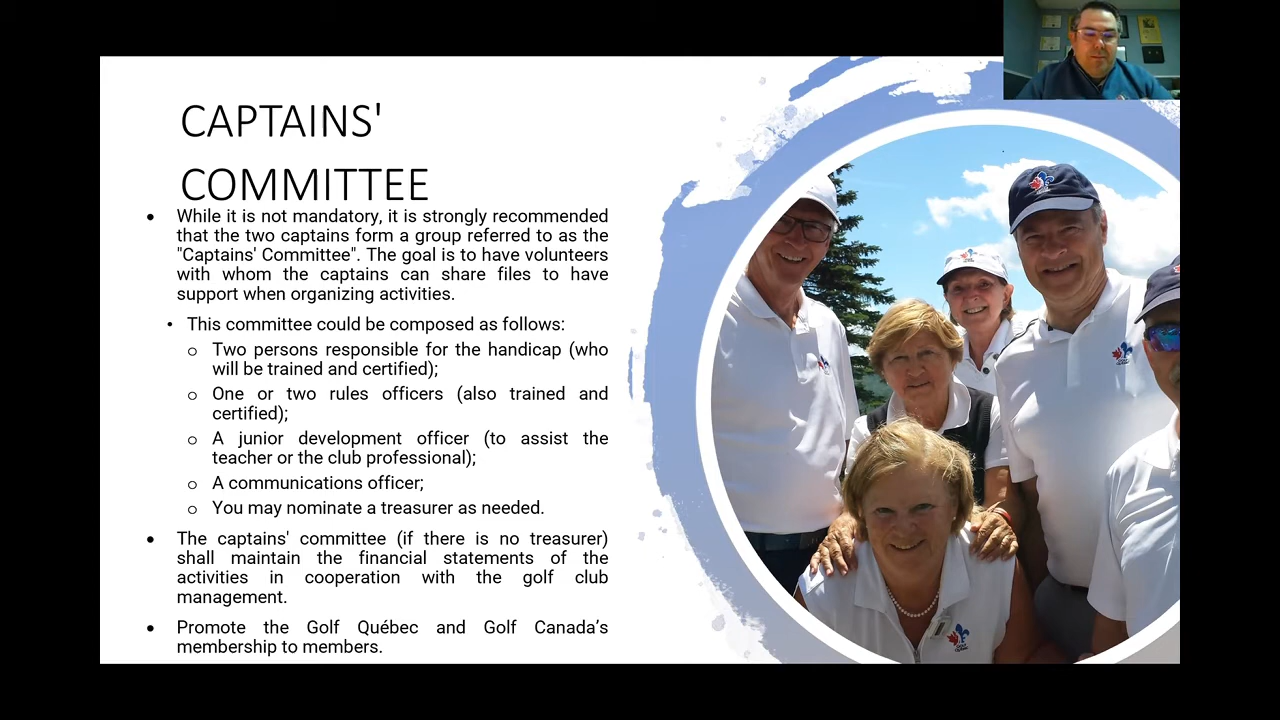 CAPTAINS'
COMMITTEE
• While it is not mandatory, it is strongly recommended
that the two captains form a group referred to as the
"Captains' Committee". The goal is to have volunteers
with whom the captains can share files to have
support when organizing activities.
• This committee could be composed as follows:
o Two persons responsible for the handicap (who
will be trained and certified);
o One or two rules officers (also trained and
certified);
o A junior development officer (to assist the
teacher or the club professional);
o A communications officer;
o You may nominate a treasurer as needed.
• The captains' committee (if there is no treasurer)
shall maintain the financial statements of the
activities in cooperation with the golf club
management.
• Promote the Golf Québec and Golf Canada’s
membership to members.